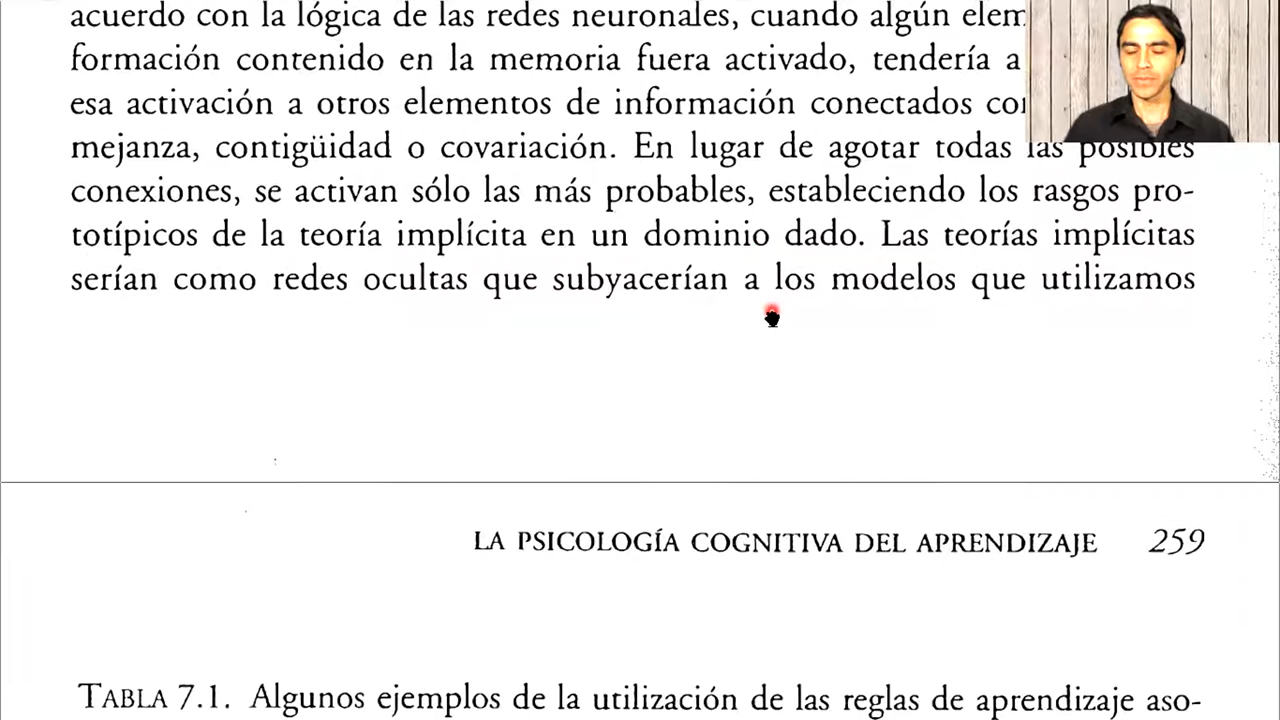 acuerdo con la lógica de las redes neuronales, cuando algún elem
formación contenido en la memoria fuera activado, tendería a
esa activación a otros elementos de información conectados
mejanza, contigüidad o covariación. En lugar de agotar todas las posibles
conexiones, se activan sólo las más probables, estableciendo los rasgos pro-
totípicos de la teoría implícita en un dominio dado. Las teorías implícitas
serían como redes ocultas que subyacerían a los modelos que utilizamos
LA PSICOLOGÍA COGNITIVA DEL APRENDIZAJE 259
TABLA 7.1. Algunos ejemplos de la utilización de las reglas de aprendizaje aso-